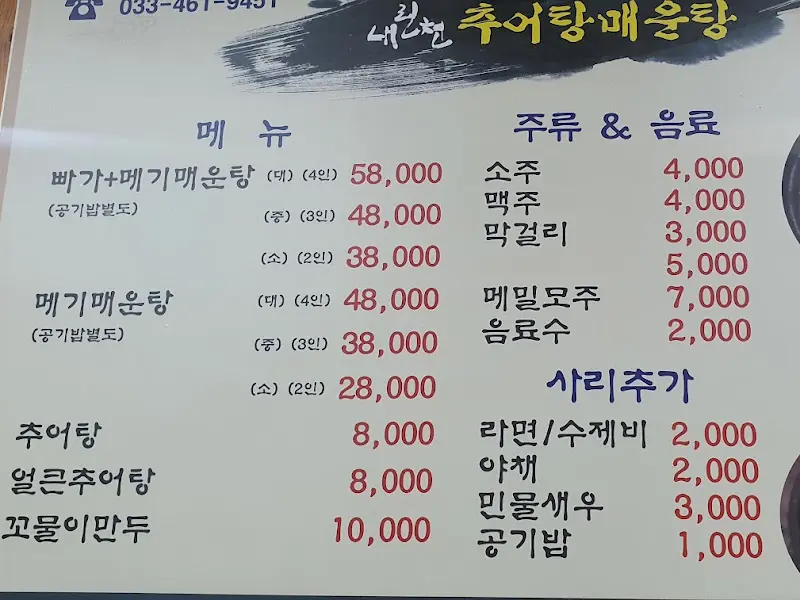 ☎ 033-461-9451
내린천 추어탕매운탕
메 뉴
빠가+메기매운탕 (대) (4인) 58,000
(공기밥별도) (중) (3인) 48,000
(소) (2인) 38,000
메기매운탕 (대) (4인) 48,000
(공기밥별도) (중) (3인) 38,000
(소) (2인) 28,000
추어탕 8,000
얼큰추어탕 8,000
꼬물이만두 10,000
주류 & 음료
소주 4,000
맥주 4,000
막걸리 3,000
5,000
메밀모주 7,000
음료수 2,000
사리추가
라면/수제비 2,000
야채 2,000
민물새우 3,000
공기밥 1,000